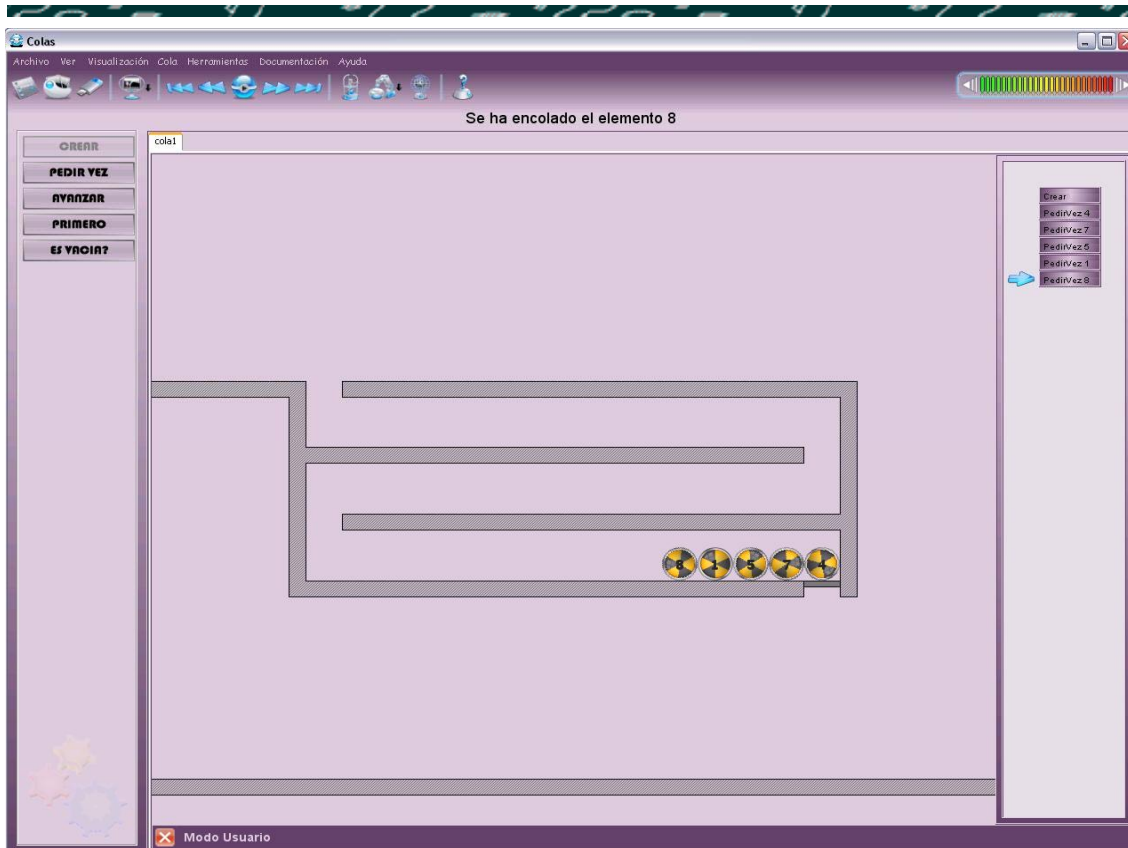 Colas
Archivo Ver Visualización Cola Herramientas Documentación Ayuda
Se ha encolado el elemento 8
CREAR
PEDIR VEZ
AVANZAR
PRIMERO
ES VACIA?
cola1
Crear
PedirVez 4
PedirVez 7
PedirVez 5
PedirVez 1
PedirVez 8
8 1 5 7 4
Modo Usuario